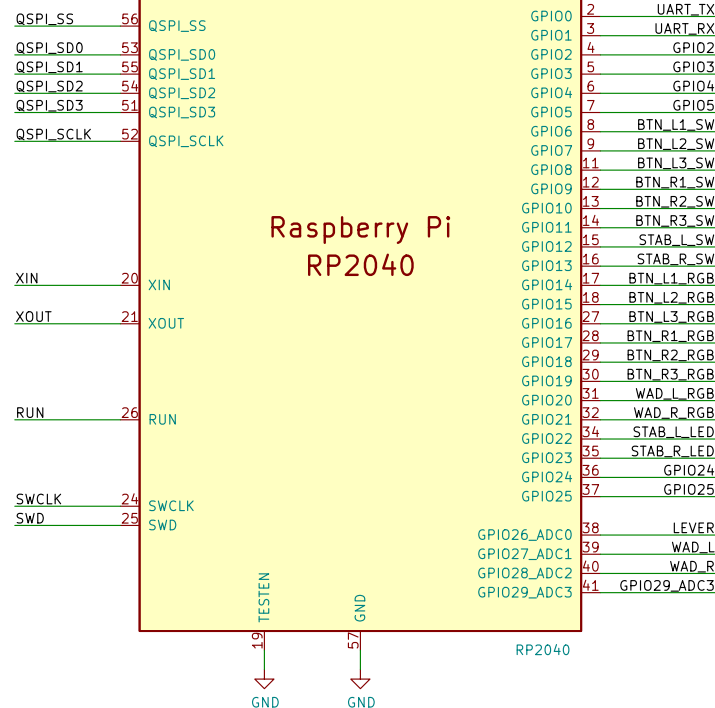 QSPI_SS 56 QSPI_SS
QSPI_SD0 53 QSPI_SD0
QSPI_SD1 55 QSPI_SD1
QSPI_SD2 54 QSPI_SD2
QSPI_SD3 51 QSPI_SD3
QSPI_SCLK 52 QSPI_SCLK
XIN 20 XIN
XOUT 21 XOUT
RUN 26 RUN
SWCLK 24 SWCLK
SWD 25 SWD
Raspberry Pi
RP2040
GPIO0 2 UART_TX
GPIO1 3 UART_RX
GPIO2 4 GPIO2
GPIO3 5 GPIO3
GPIO4 6 GPIO4
GPIO5 7 GPIO5
GPIO6 8 BTN_L1_SW
GPIO7 9 BTN_L2_SW
GPIO8 11 BTN_L3_SW
GPIO9 12 BTN_R1_SW
GPIO10 13 BTN_R2_SW
GPIO11 14 BTN_R3_SW
GPIO12 15 STAB_L_SW
GPIO13 16 STAB_R_SW
GPIO14 17 BTN_L1_RGB
GPIO15 18 BTN_L2_RGB
GPIO16 27 BTN_L3_RGB
GPIO17 28 BTN_R1_RGB
GPIO18 29 BTN_R2_RGB
GPIO19 30 BTN_R3_RGB
GPIO20 31 WAD_L_RGB
GPIO21 32 WAD_R_RGB
GPIO22 34 STAB_L_LED
GPIO23 35 STAB_R_LED
GPIO24 36 GPIO24
GPIO25 37 GPIO25
GPIO26_ADC0 38 LEVER
GPIO27_ADC1 39 WAD_L
GPIO28_ADC2 40 WAD_R
GPIO29_ADC3 41 GPIO29_ADC3
TESTEN
19
GND
GND
57
GND
RP2040